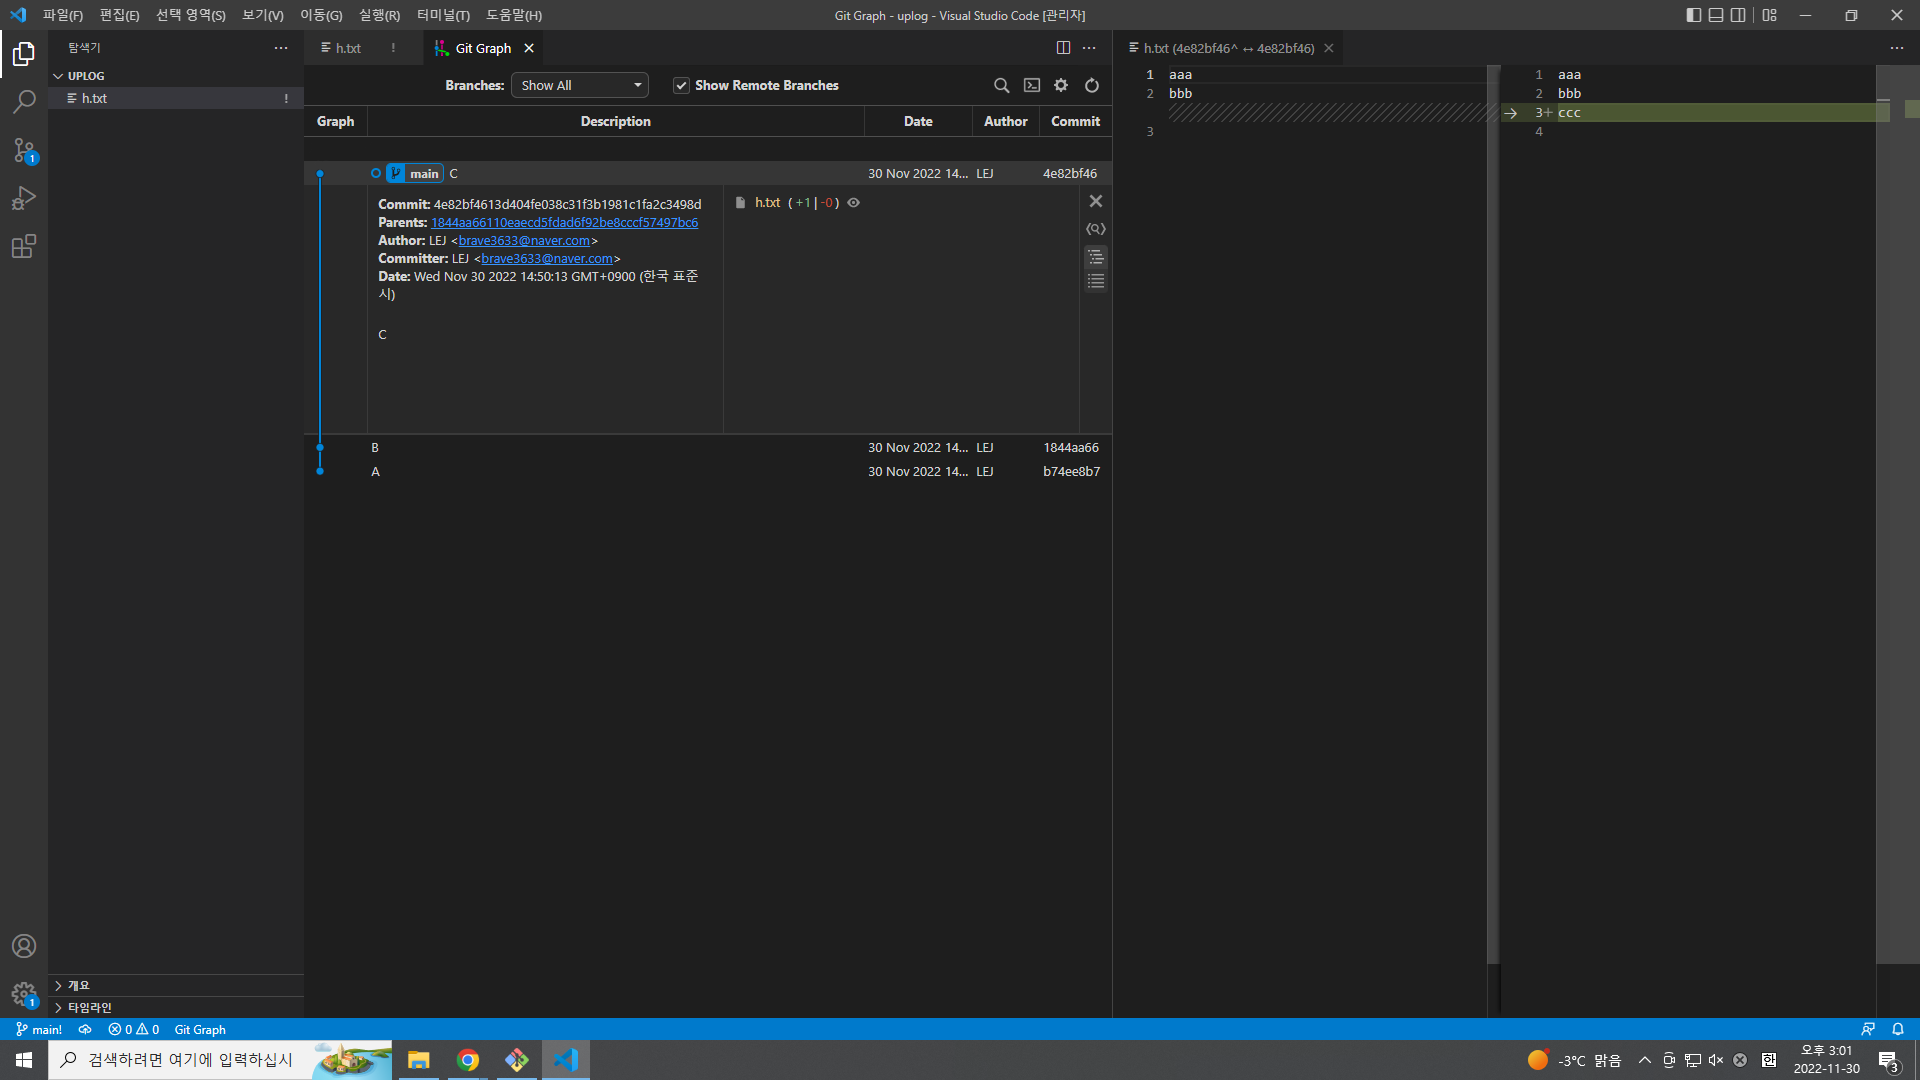 파일(F) 편집(E) 선택 영역(S) 보기(V) 이동(G) 실행(R) 터미널(T) 도움말(H) Git Graph - uplog - Visual Studio Code [관리자]
탐색기
UPLOG
h.txt !
개요
타임라인
h.txt ! Git Graph
Branches: Show All Show Remote Branches
Graph Description Date Author Commit
main C 30 Nov 2022 14... LEJ 4e82bf46
Commit: 4e82bf4613d404fe038c31f3b1981c1fa2c3498d
Parents: 1844aa66110eaecd5fdad6f92be8cccf57497bc6
Author: LEJ <brave3633@naver.com>
Committer: LEJ <brave3633@naver.com>
Date: Wed Nov 30 2022 14:50:13 GMT+0900 (한국 표준
시)
C
h.txt (+1|-0)
B 30 Nov 2022 14... LEJ 1844aa66
A 30 Nov 2022 14... LEJ b74ee8b7
h.txt (4e82bf46^ ↔ 4e82bf46)
1 aaa
2 bbb
3
1 aaa
2 bbb
3+ ccc
4
1
1
main! 0 0 Git Graph
검색하려면 여기에 입력하십시
-3°C 맑음
오후 3:01
2022-11-30
3